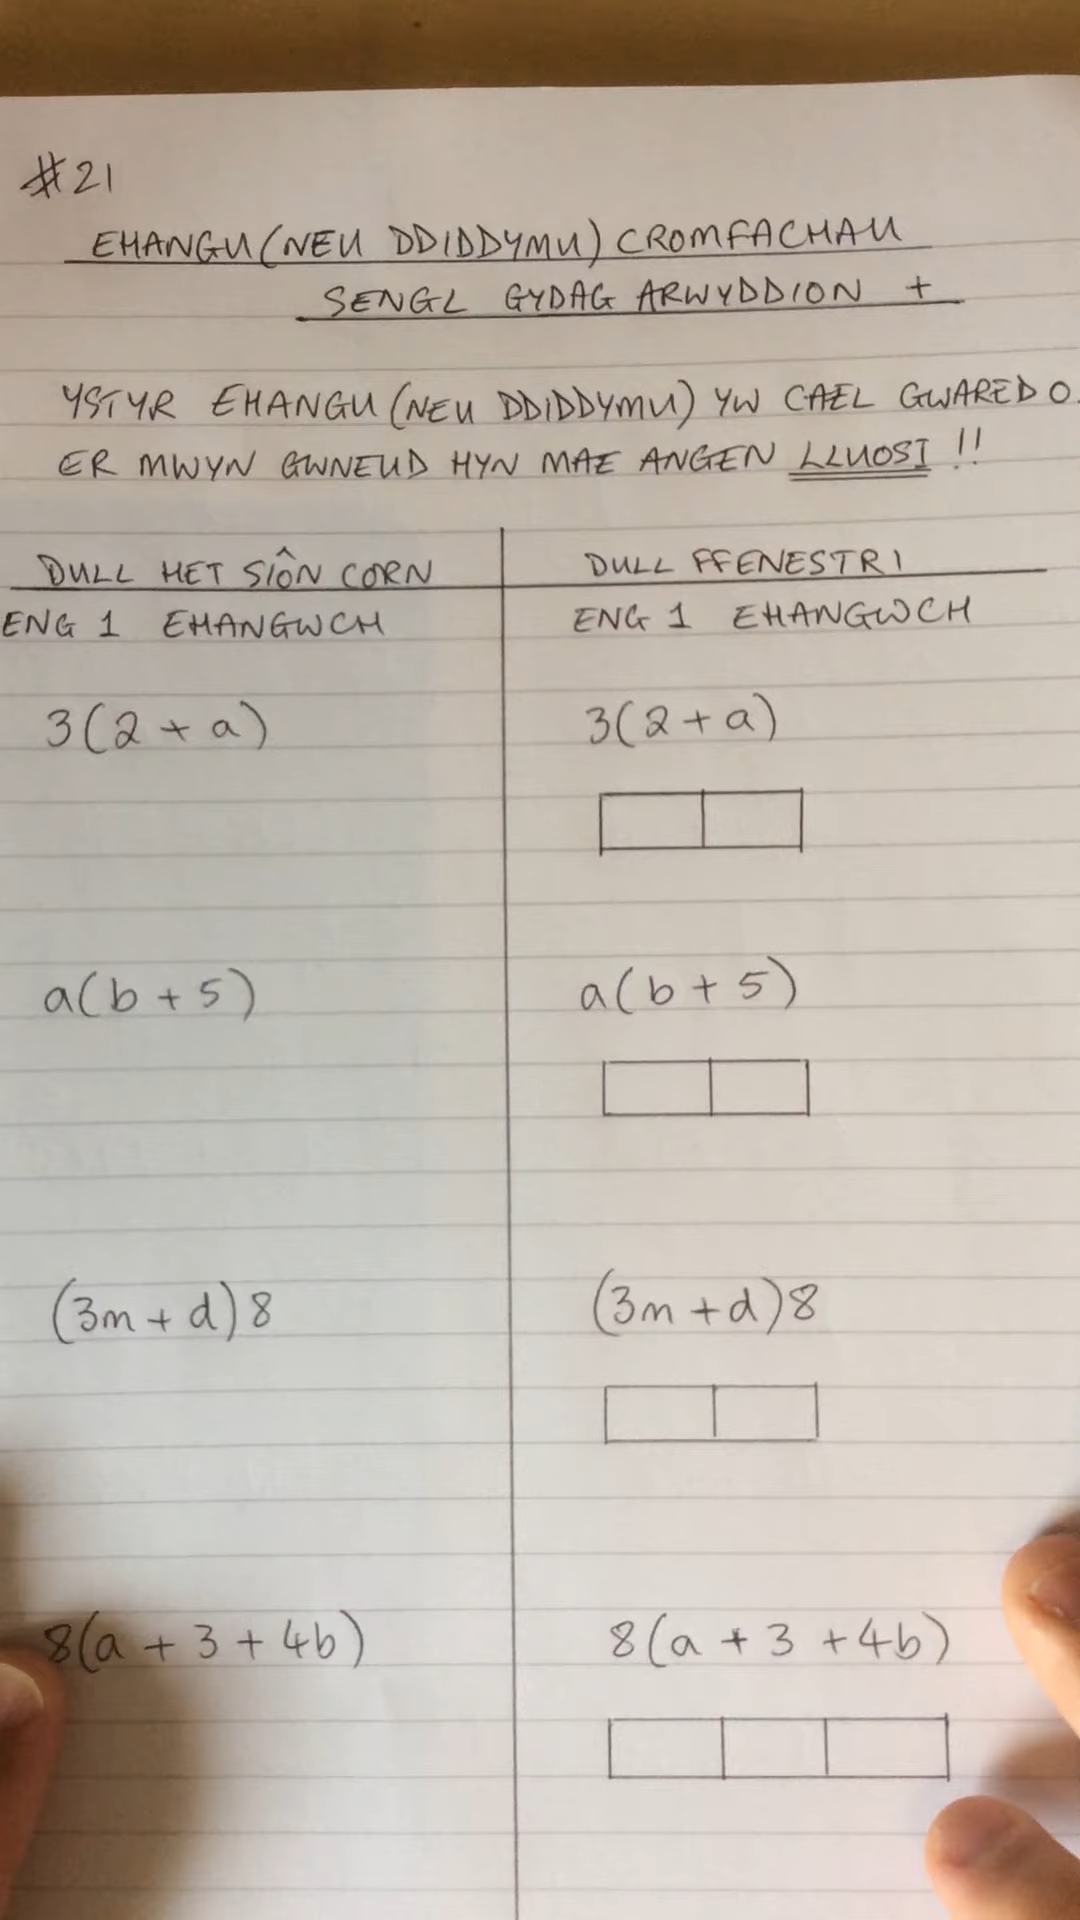 #21
EHANGU (NEU DDIDDYMU) CROMFACHAU
SENGL GYDAG ARWYDDION +
YSTYR EHANGU (NEU DDIDDYMU) YW CAEL GWARED O
ER MWYN GWNEUD HYN MAE ANGEN LLUOSI !!
DULL HET SIÔN CORN
ENG 1 EHANGWCH
3(2 + a)
a(b + 5)
(3m + d)8
8(a + 3 + 4b)
DULL FFENESTRI
ENG 1 EHANGWCH
3(2 + a)
a(b + 5)
(3m + d)8
8(a + 3 + 4b)